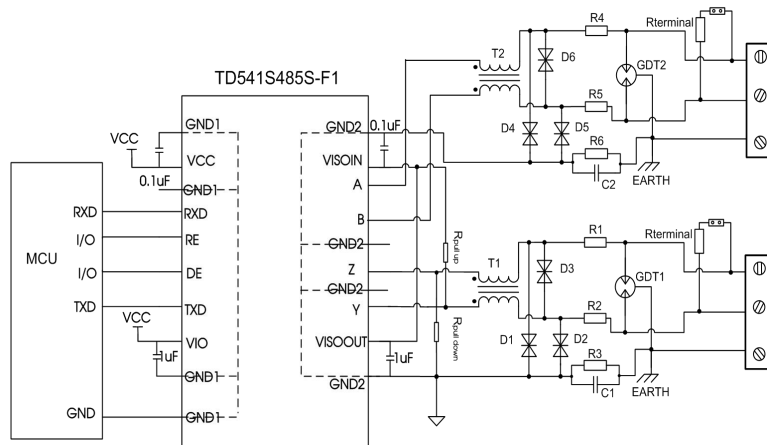 TD541S485S-F1
MCU
RXD
I/O
I/O
TXD
GND
VCC
0.1uF
VCC
1uF
GND1
VCC
GND1
RXD
RE
DE
TXD
VIO
GND1
GND1
GND2
VISOIN
A
B
GND2
Z
GND2
Y
VISOOUT
GND2
0.1uF
1uF
Rpull up
Rpull down
T2
D6
D4
D5
R4
R5
R6
C2
GDT2
Rterminal
EARTH
T1
D3
D1
D2
R1
R2
R3
C1
GDT1
Rterminal
EARTH